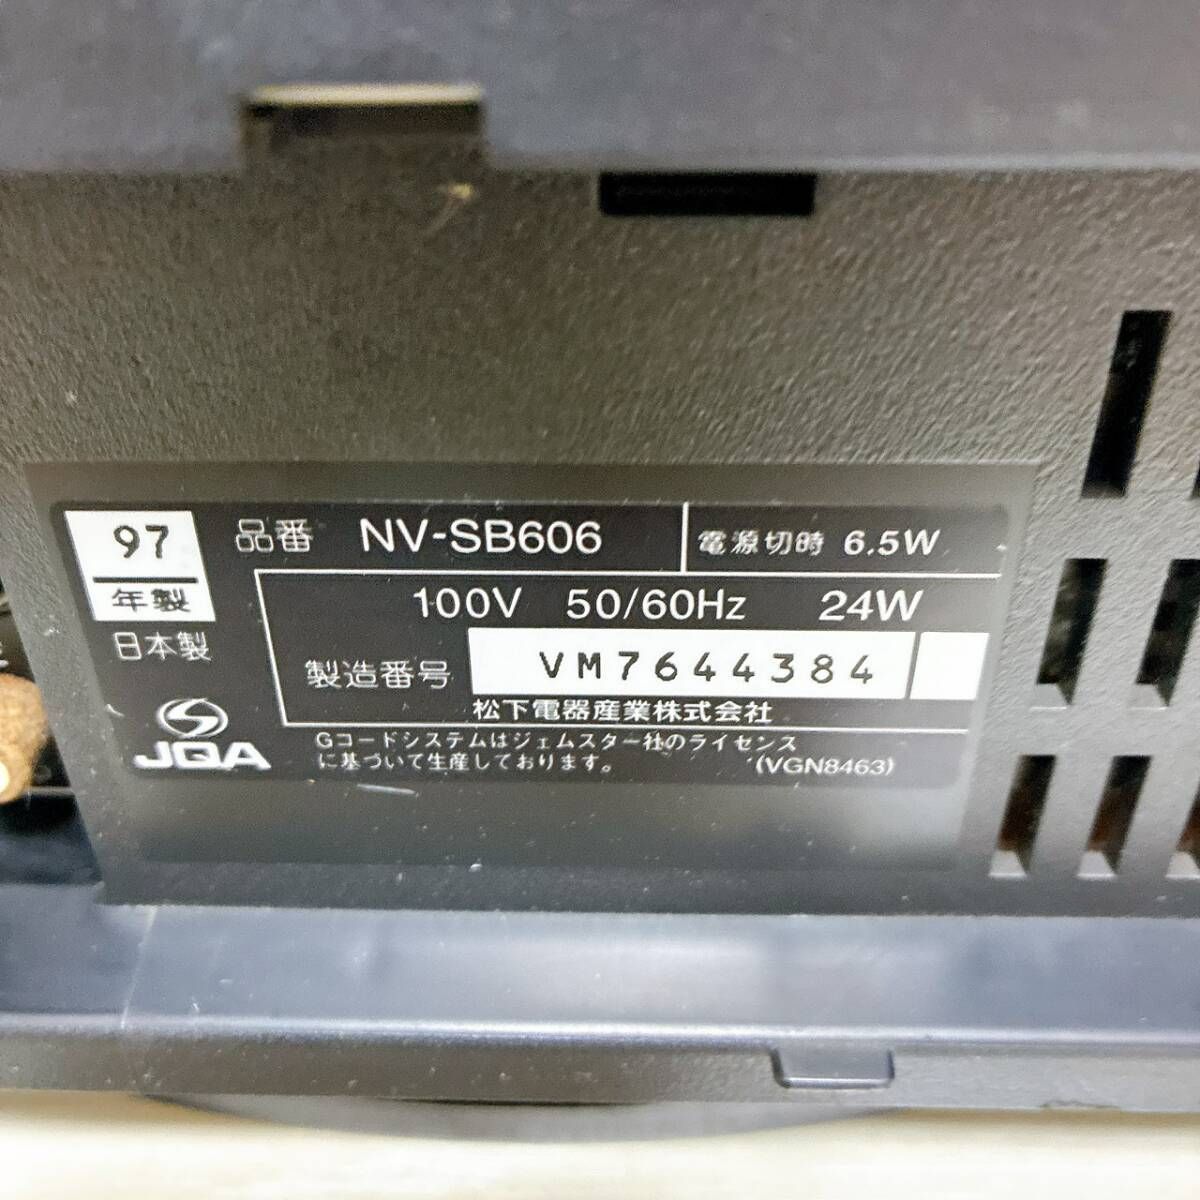 97
年製
日本製
JQA
品番 NV-SB606
電源切時 6.5W
100V 50/60Hz 24W
製造番号 VM7644384
松下電器産業株式会社
Gコードシステムはジェムスター社のライセンス
に基づいて生産しております。 (VGN8463)